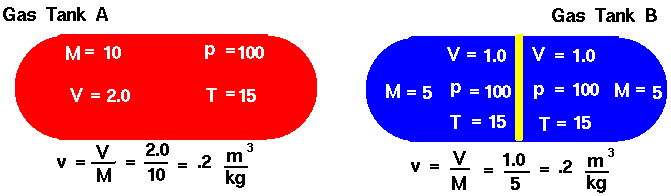 Gas Tank A
M = 10 p = 100
V = 2.0 T = 15
v = V/M = 2.0/10 = .2 m³/kg
Gas Tank B
V = 1.0 V = 1.0
M = 5 p = 100 p = 100 M = 5
T = 15 T = 15
v = V/M = 1.0/5 = .2 m³/kg